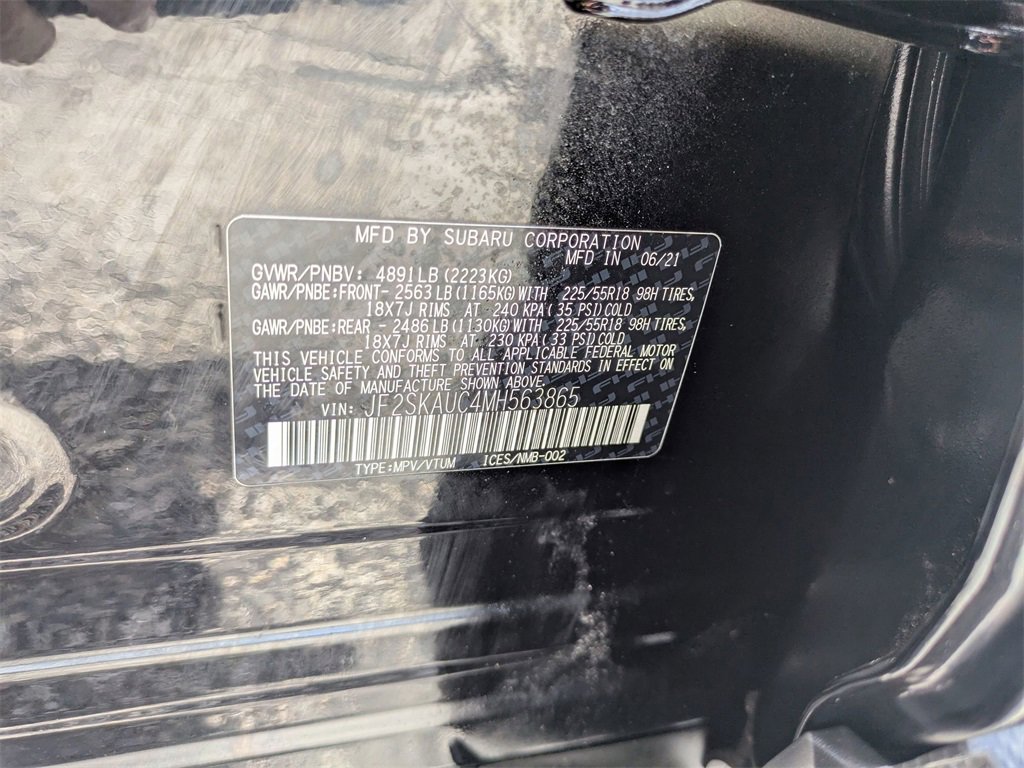 MFD BY SUBARU CORPORATION
MFD IN 06/21
GVWR/PNBV: 4891LB(2223KG)
GAWR/PNBE:FRONT- 2563LB(1165KG)WITH 225/55R18 98H TIRES,
18X7J RIMS AT 240 KPA(35 PSI)COLD
GAWR/PNBE:REAR - 2486LB(1130KG)WITH 225/55R18 98H TIRES,
18X7J RIMS AT 230 KPA(33 PSI)COLD
THIS VEHICLE CONFORMS TO ALL APPLICABLE FEDERAL MOTOR
VEHICLE SAFETY AND THEFT PREVENTION STANDARDS IN EFFECT ON
THE DATE OF MANUFACTURE SHOWN ABOVE.
VIN: JF2SKAUC4MH563865
TYPE:MPV/VTUM ICES/NMB-002